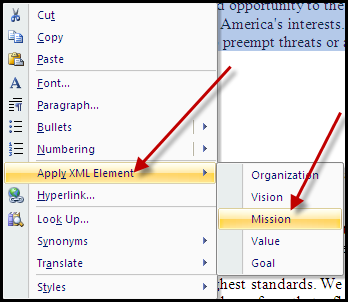 d opportunity to the
America's interests.
preempt threats or a
Cut
Copy
Paste
Font...
Paragraph...
Bullets
Numbering
Apply XML Element
Hyperlink...
Look Up...
Synonyms
Translate
Styles
Organization
Vision
Mission
Value
Goal
hest standards. We